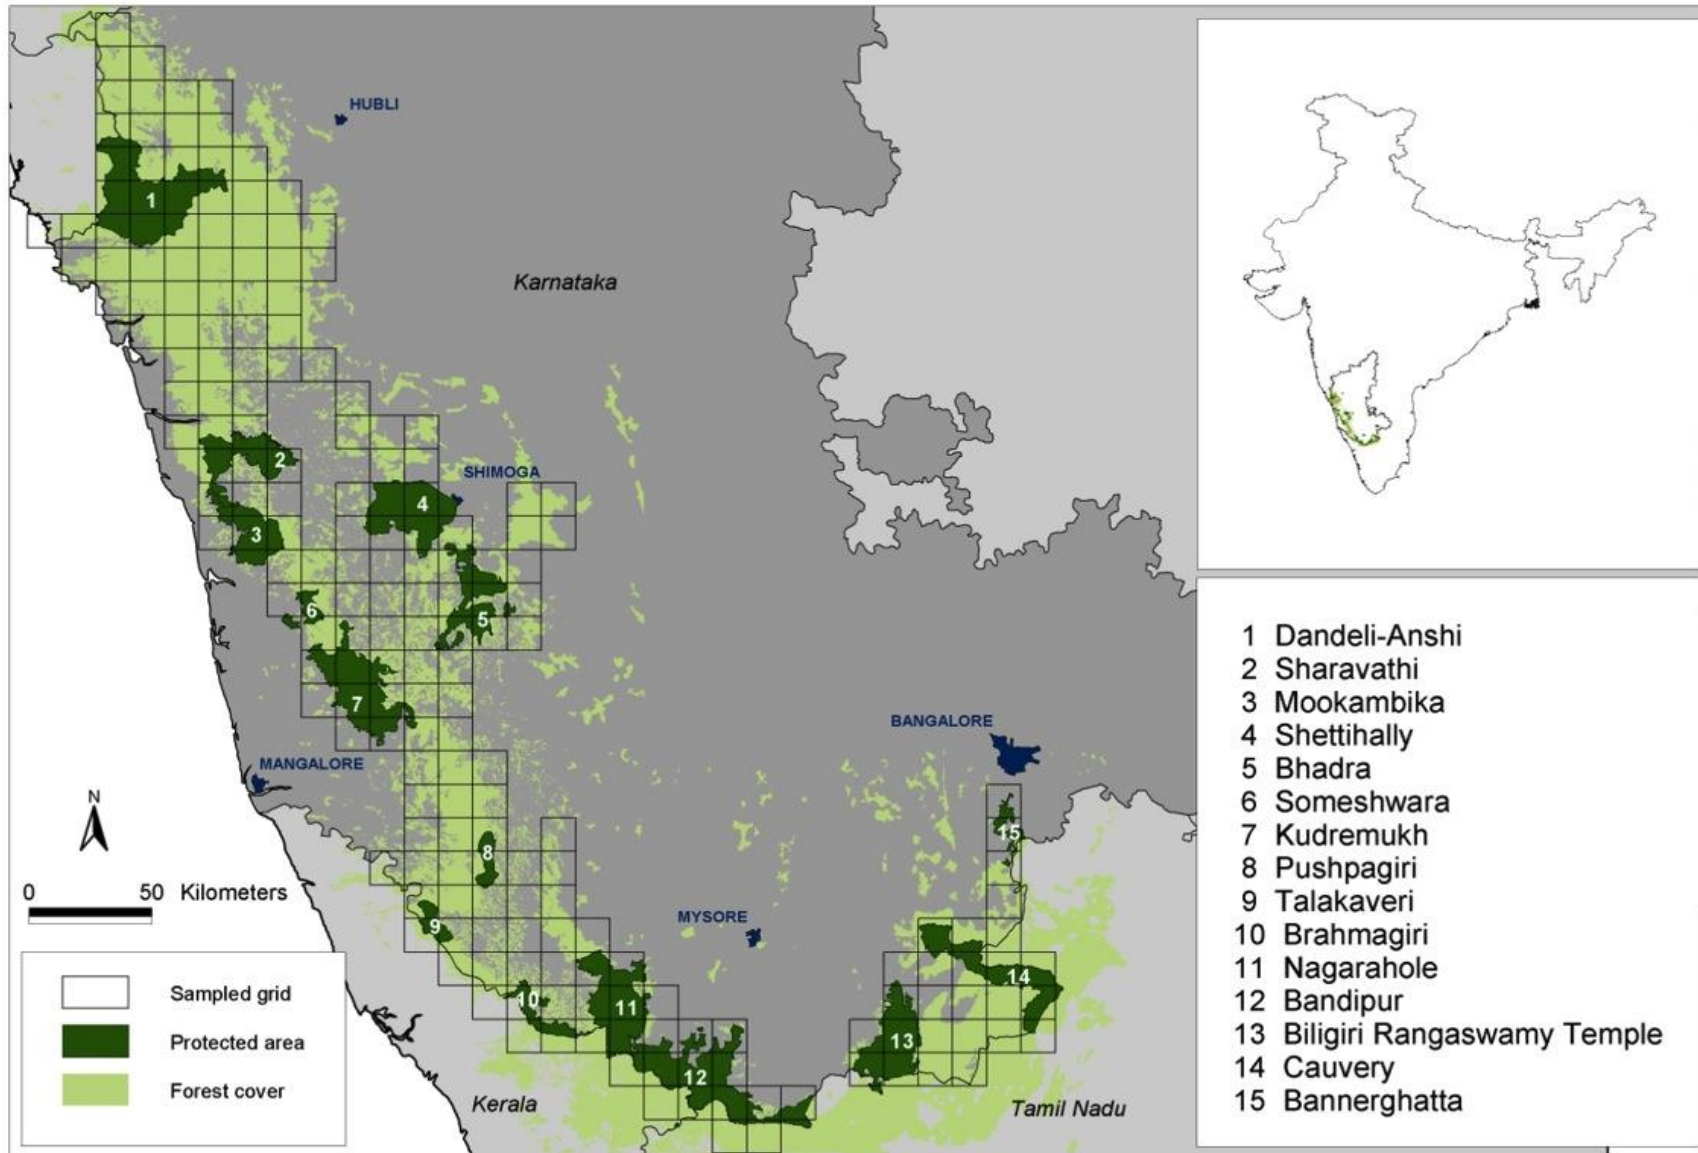 HUBLI
1
Karnataka
2
SHIMOGA
4
3
6
5
7
BANGALORE
MANGALORE
N
15
8
0 50 Kilometers
MYSORE
9
14
10
11
13
12
Kerala
Tamil Nadu
Sampled grid
Protected area
Forest cover
1 Dandeli-Anshi
2 Sharavathi
3 Mookambika
4 Shettihally
5 Bhadra
6 Someshwara
7 Kudremukh
8 Pushpagiri
9 Talakaveri
10 Brahmagiri
11 Nagarahole
12 Bandipur
13 Biligiri Rangaswamy Temple
14 Cauvery
15 Bannerghatta